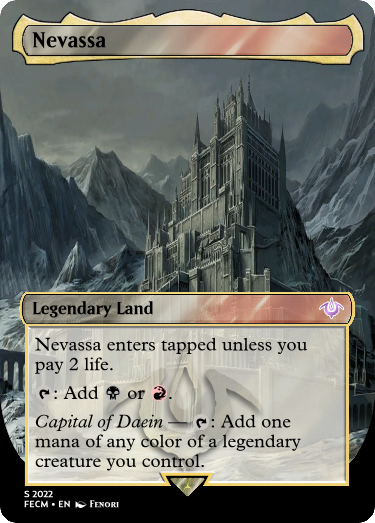 Nevassa
Legendary Land
Nevassa enters tapped unless you
pay 2 life.
: Add or .
Capital of Daein — : Add one
mana of any color of a legendary
creature you control.
S 2022
FECM • EN Fenori